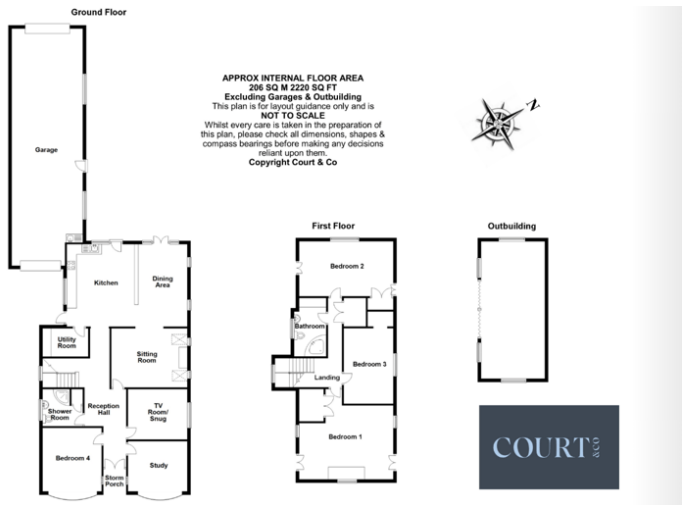 Ground Floor
APPROX INTERNAL FLOOR AREA
206 SQ M 2220 SQ FT
Excluding Garages & Outbuilding
This plan is for layout guidance only and is
NOT TO SCALE
Whilst every care is taken in the preparation of
this plan, please check all dimensions, shapes &
compass bearings before making any decisions
reliant upon them.
Copyright Court & Co
N
Garage
Kitchen
Dining
Area
Utility
Room
Sitting
Room
Reception
Hall
Shower
Room
TV
Room/
Snug
Bedroom 4
Storm
Porch
Study
First Floor
Bedroom 2
Bathroom
Bedroom 3
Landing
Bedroom 1
Outbuilding
COURT &CO